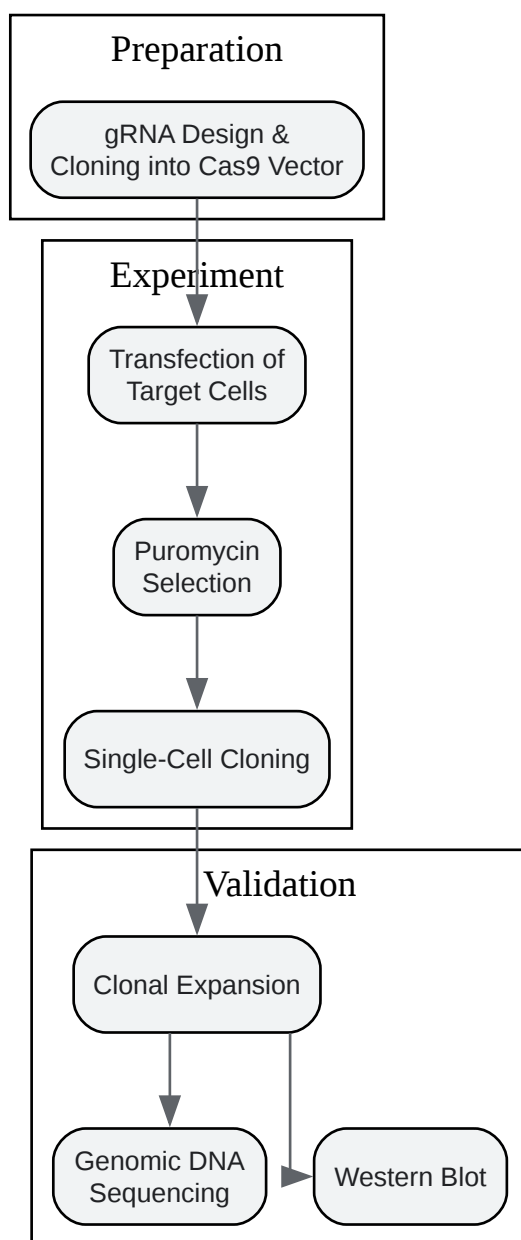 Preparation
gRNA Design &
Cloning into Cas9 Vector
Experiment
Transfection of
Target Cells
Puromycin
Selection
Single-Cell Cloning
Validation
Clonal Expansion
Genomic DNA
Sequencing
Western Blot